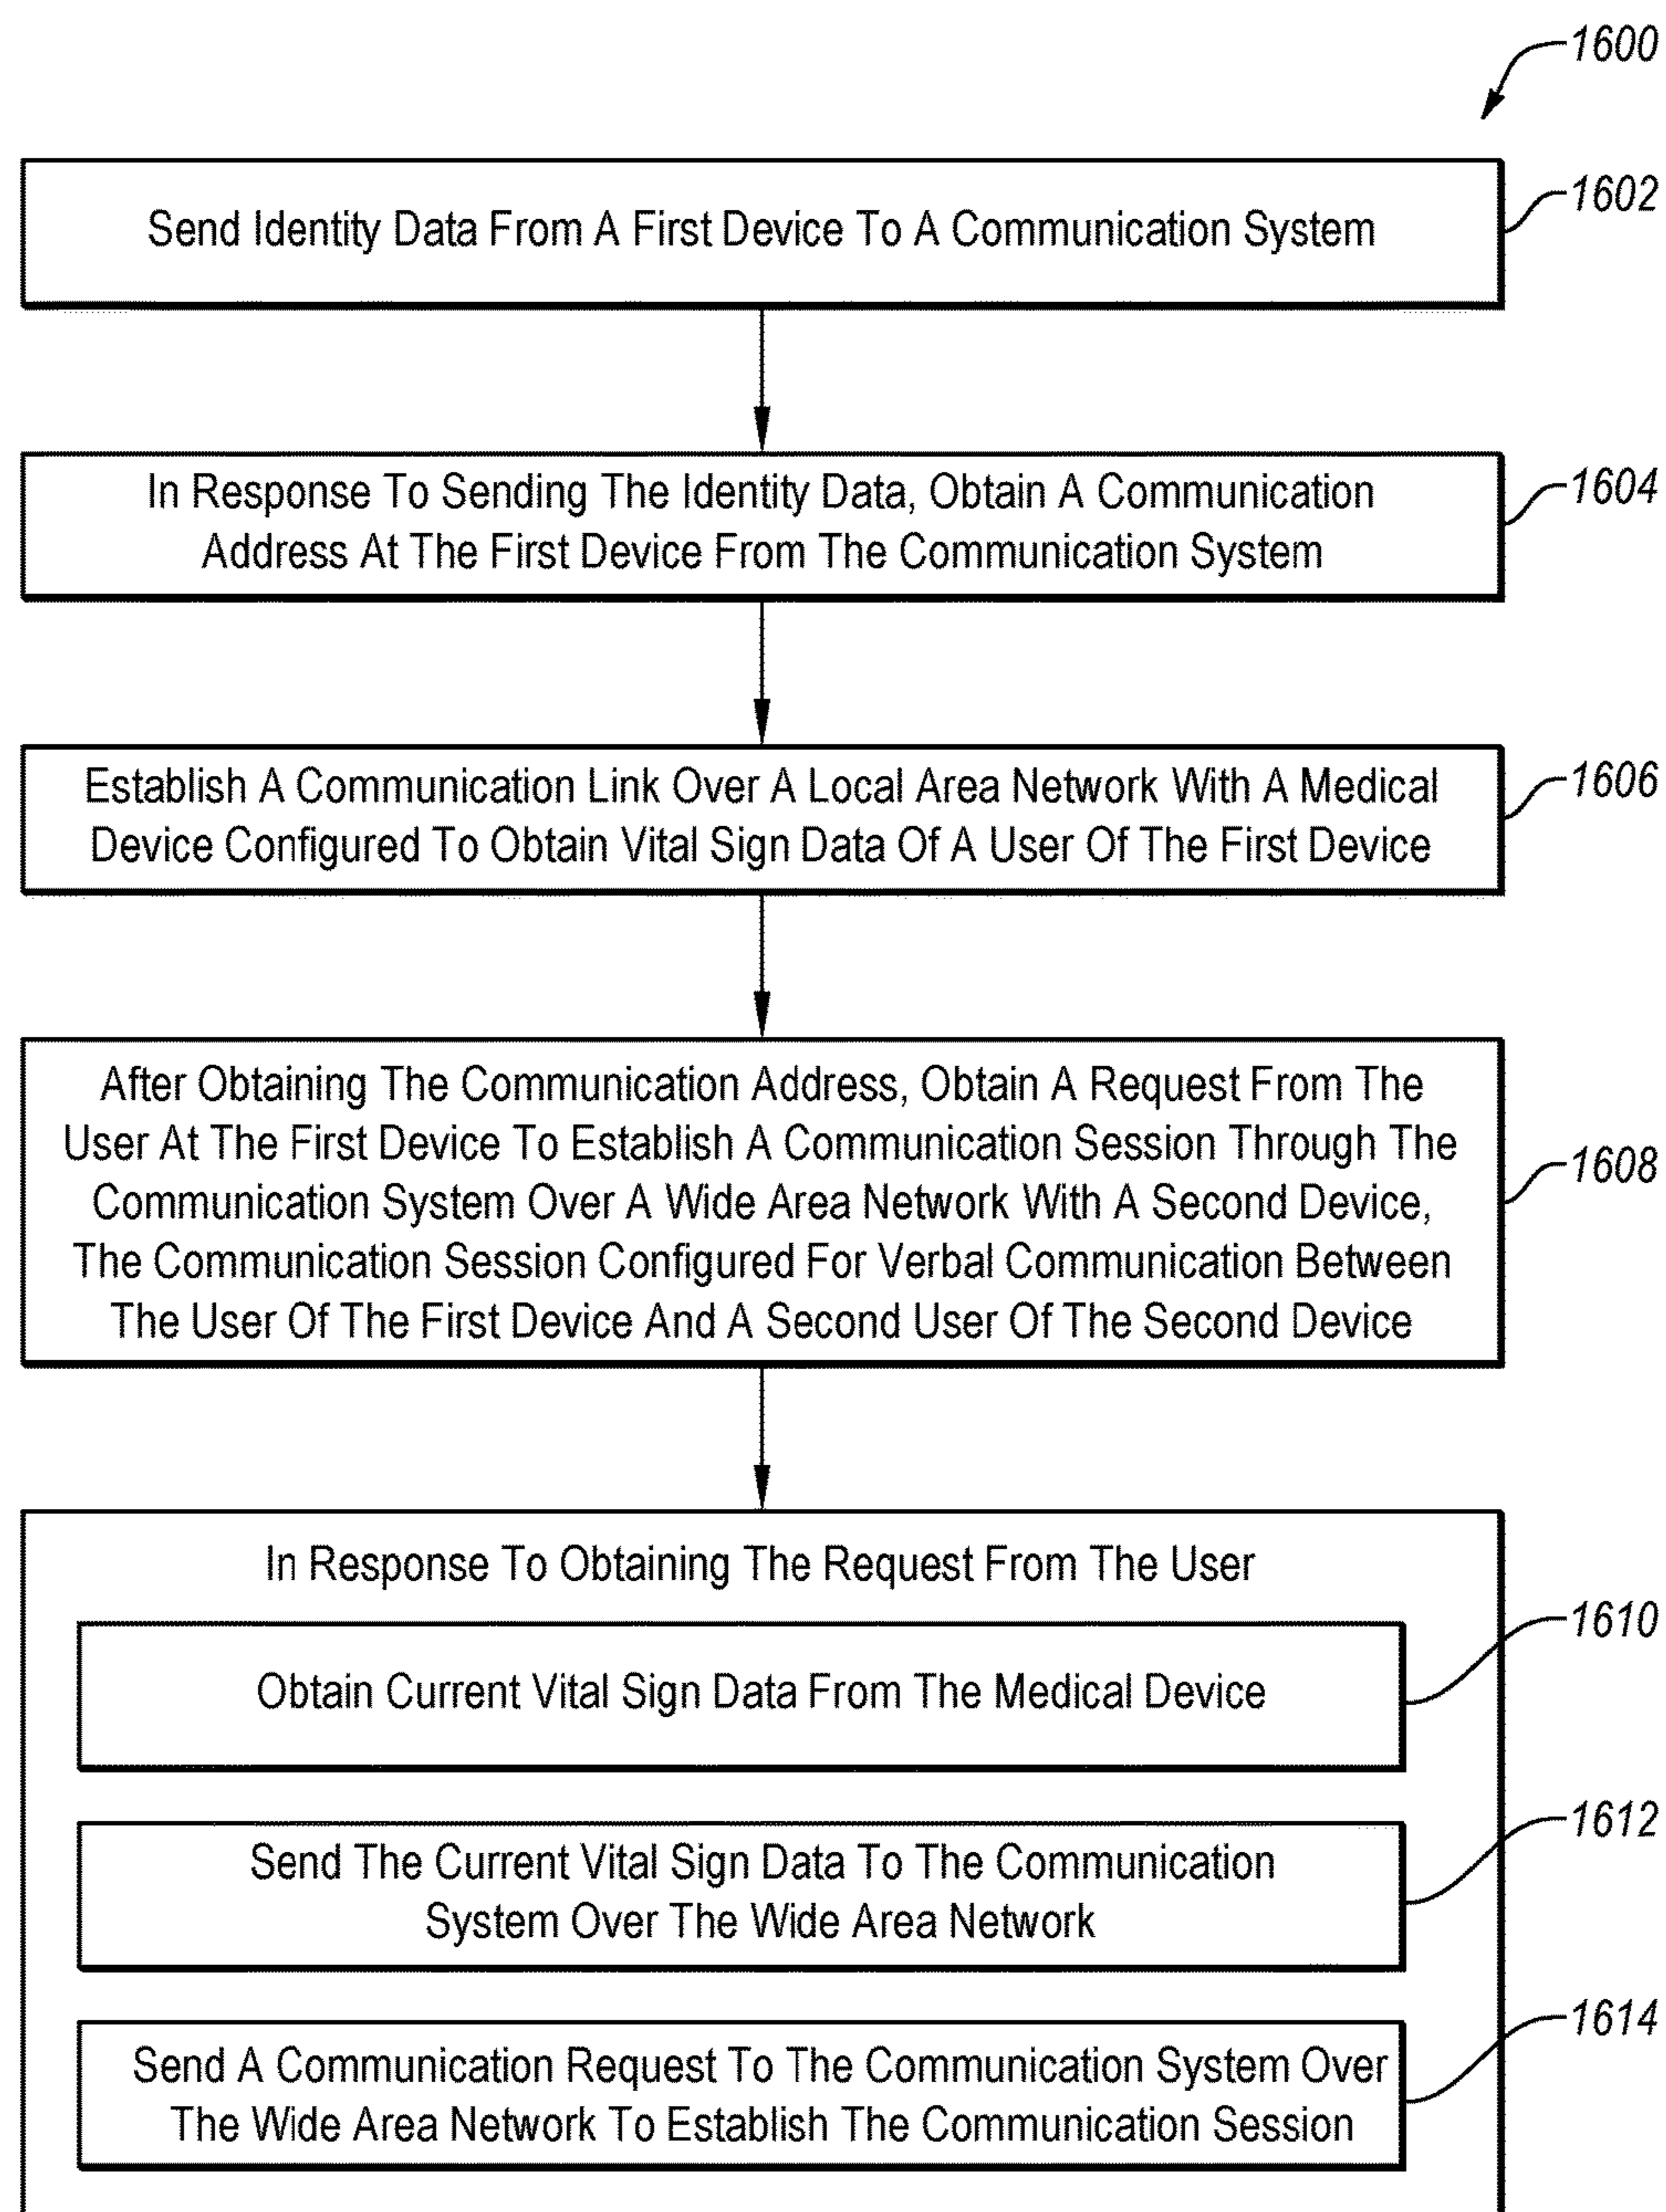 1600
1602
Send Identity Data From A First Device To A Communication System
1604
In Response To Sending The Identity Data, Obtain A Communication
Address At The First Device From The Communication System
1606
Establish A Communication Link Over A Local Area Network With A Medical
Device Configured To Obtain Vital Sign Data Of A User Of The First Device
1608
After Obtaining The Communication Address, Obtain A Request From The
User At The First Device To Establish A Communication Session Through The
Communication System Over A Wide Area Network With A Second Device,
The Communication Session Configured For Verbal Communication Between
The User Of The First Device And A Second User Of The Second Device
In Response To Obtaining The Request From The User
1610
Obtain Current Vital Sign Data From The Medical Device
1612
Send The Current Vital Sign Data To The Communication
System Over The Wide Area Network
1614
Send A Communication Request To The Communication System Over
The Wide Area Network To Establish The Communication Session